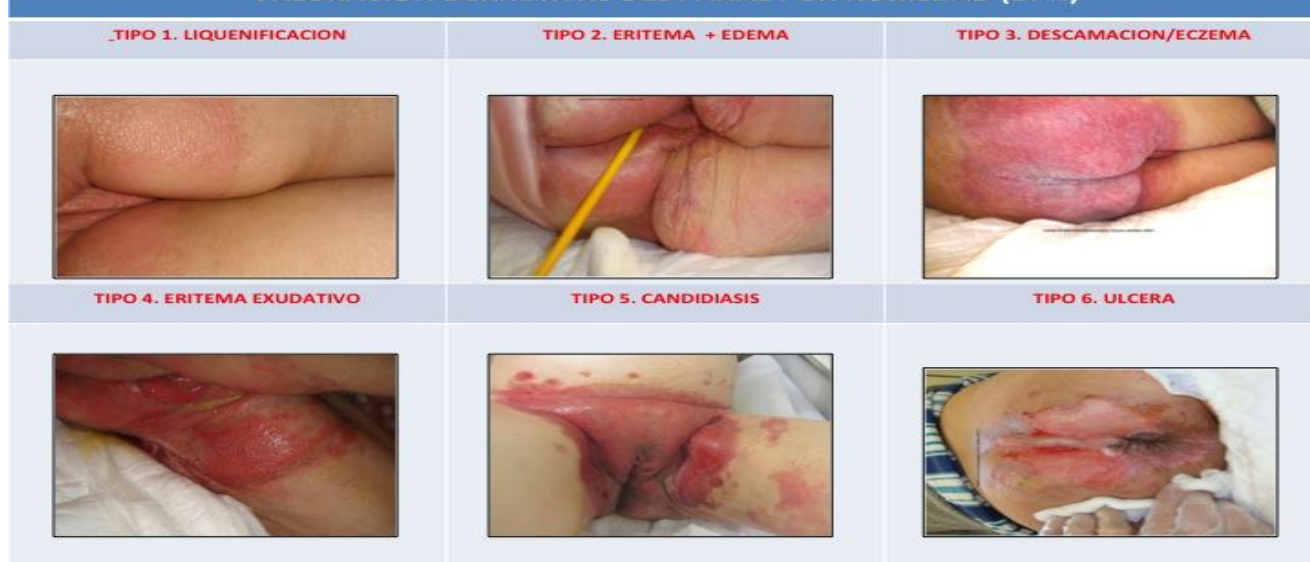 _TIPO 1. LIQUENIFICACION
TIPO 2. ERITEMA + EDEMA
TIPO 3. DESCAMACION/ECZEMA
TIPO 4. ERITEMA EXUDATIVO
TIPO 5. CANDIDIASIS
TIPO 6. ULCERA